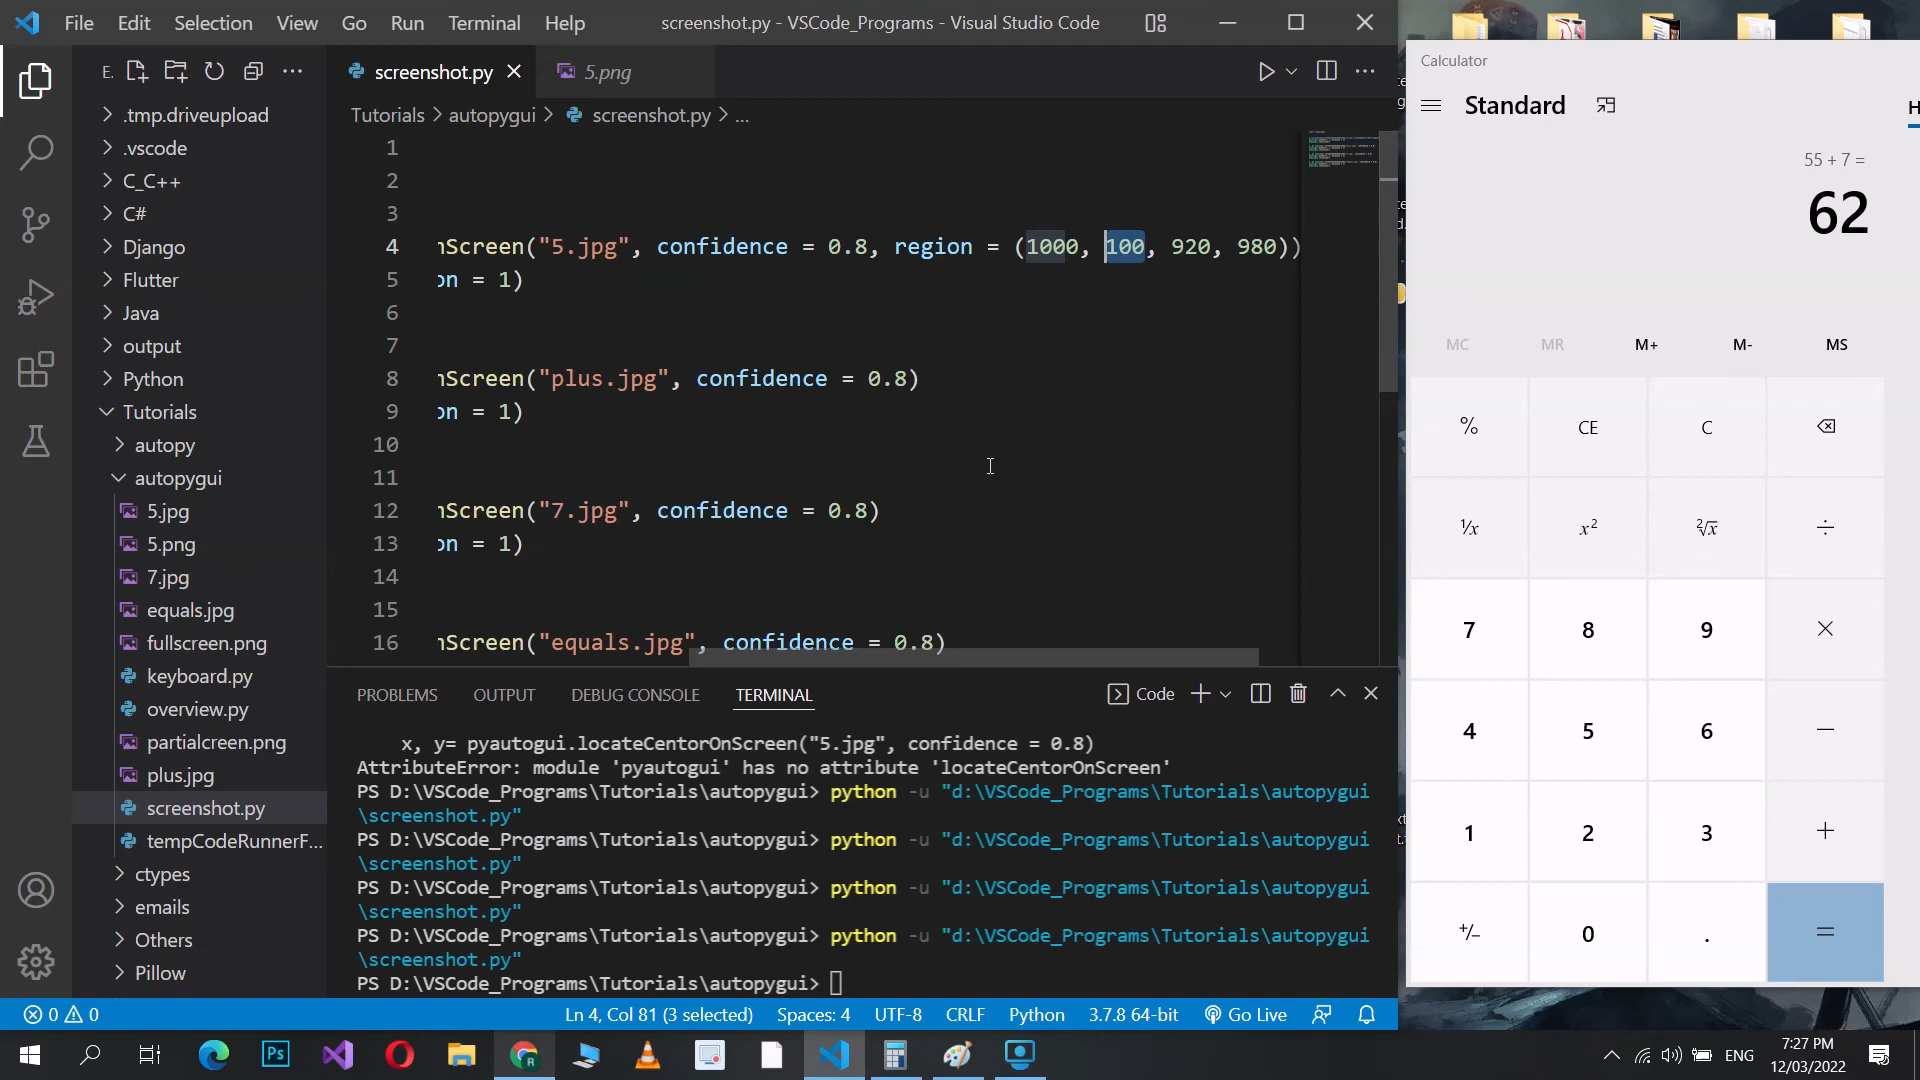 File Edit Selection View Go Run Terminal Help
screenshot.py - VSCode_Programs - Visual Studio Code
E.
screenshot.py
5.png
Tutorials > autopygui > screenshot.py > ...
.tmp.driveupload
.vscode
C_C++
C#
Django
Flutter
Java
output
Python
Tutorials
autopy
autopygui
5.jpg
5.png
7.jpg
equals.jpg
fullscreen.png
keyboard.py
overview.py
partialcreen.png
plus.jpg
screenshot.py
tempCodeRunnerF...
ctypes
emails
Others
Pillow
1
2
3
4 nScreen("5.jpg", confidence = 0.8, region = (1000, 100, 920, 980))
5 on = 1)
6
7
8 nScreen("plus.jpg", confidence = 0.8)
9 on = 1)
10
11
12 nScreen("7.jpg", confidence = 0.8)
13 on = 1)
14
15
16 nScreen("equals.jpg", confidence = 0.8)
PROBLEMS OUTPUT DEBUG CONSOLE TERMINAL
Code
x, y= pyautogui.locateCentorOnScreen("5.jpg", confidence = 0.8)
AttributeError: module 'pyautogui' has no attribute 'locateCentorOnScreen'
PS D:\VSCode_Programs\Tutorials\autopygui> python -u "d:\VSCode_Programs\Tutorials\autopygui
\screenshot.py"
PS D:\VSCode_Programs\Tutorials\autopygui> python -u "d:\VSCode_Programs\Tutorials\autopygui
\screenshot.py"
PS D:\VSCode_Programs\Tutorials\autopygui> python -u "d:\VSCode_Programs\Tutorials\autopygui
\screenshot.py"
PS D:\VSCode_Programs\Tutorials\autopygui> python -u "d:\VSCode_Programs\Tutorials\autopygui
\screenshot.py"
PS D:\VSCode_Programs\Tutorials\autopygui>
0 0
Ln 4, Col 81 (3 selected) Spaces: 4 UTF-8 CRLF Python 3.7.8 64-bit Go Live
Calculator
Standard
H
55 + 7 =
62
MC MR M+ M- MS
% CE C
¹/x x² ²√x ÷
7 8 9 ×
4 5 6 −
1 2 3 +
+/− 0 . =
Ps
ENG
7:27 PM
12/03/2022